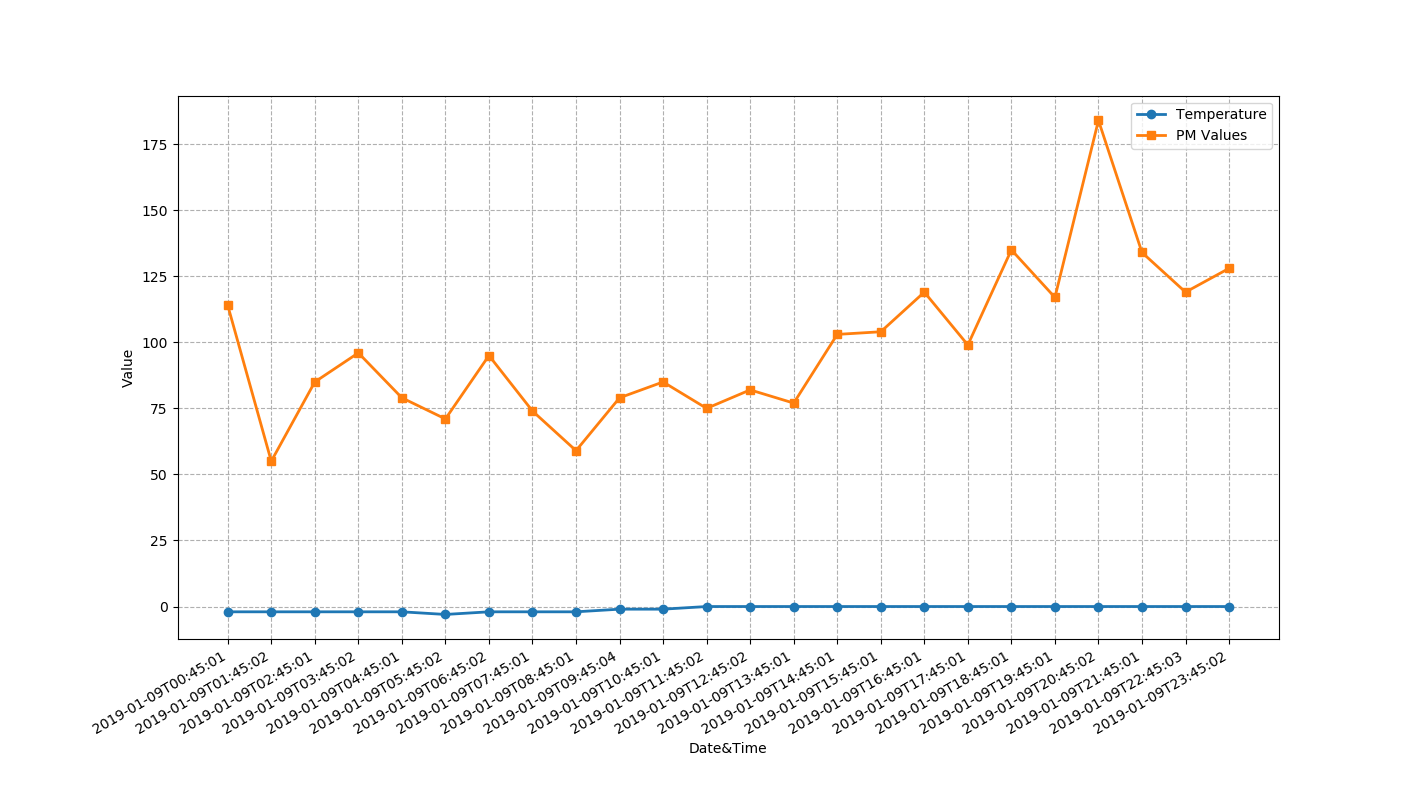 Temperature
PM Values
175
150
125
100
75
50
25
0
Value
2019-01-09T00:45:01
2019-01-09T01:45:02
2019-01-09T02:45:01
2019-01-09T03:45:02
2019-01-09T04:45:01
2019-01-09T05:45:02
2019-01-09T06:45:02
2019-01-09T07:45:01
2019-01-09T08:45:01
2019-01-09T09:45:04
2019-01-09T10:45:01
2019-01-09T11:45:02
2019-01-09T12:45:02
2019-01-09T13:45:01
2019-01-09T14:45:01
2019-01-09T15:45:01
2019-01-09T16:45:01
2019-01-09T17:45:01
2019-01-09T18:45:01
2019-01-09T19:45:01
2019-01-09T20:45:02
2019-01-09T21:45:01
2019-01-09T22:45:03
2019-01-09T23:45:02
Date&Time